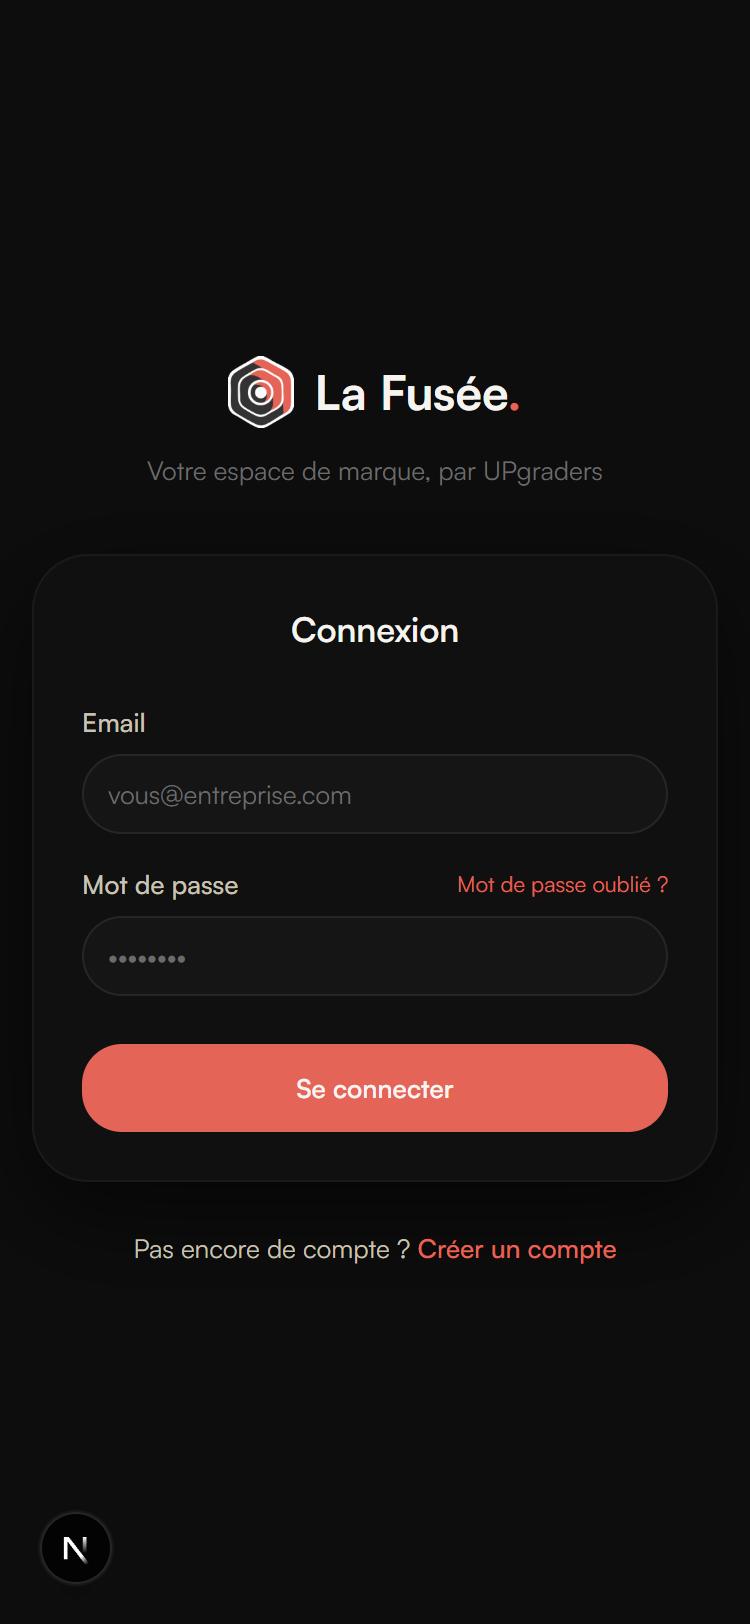 La Fusée.
Votre espace de marque, par UPgraders
Connexion
Email
vous@entreprise.com
Mot de passe
Mot de passe oublié ?
••••••••
Se connecter
Pas encore de compte ? Créer un compte
N